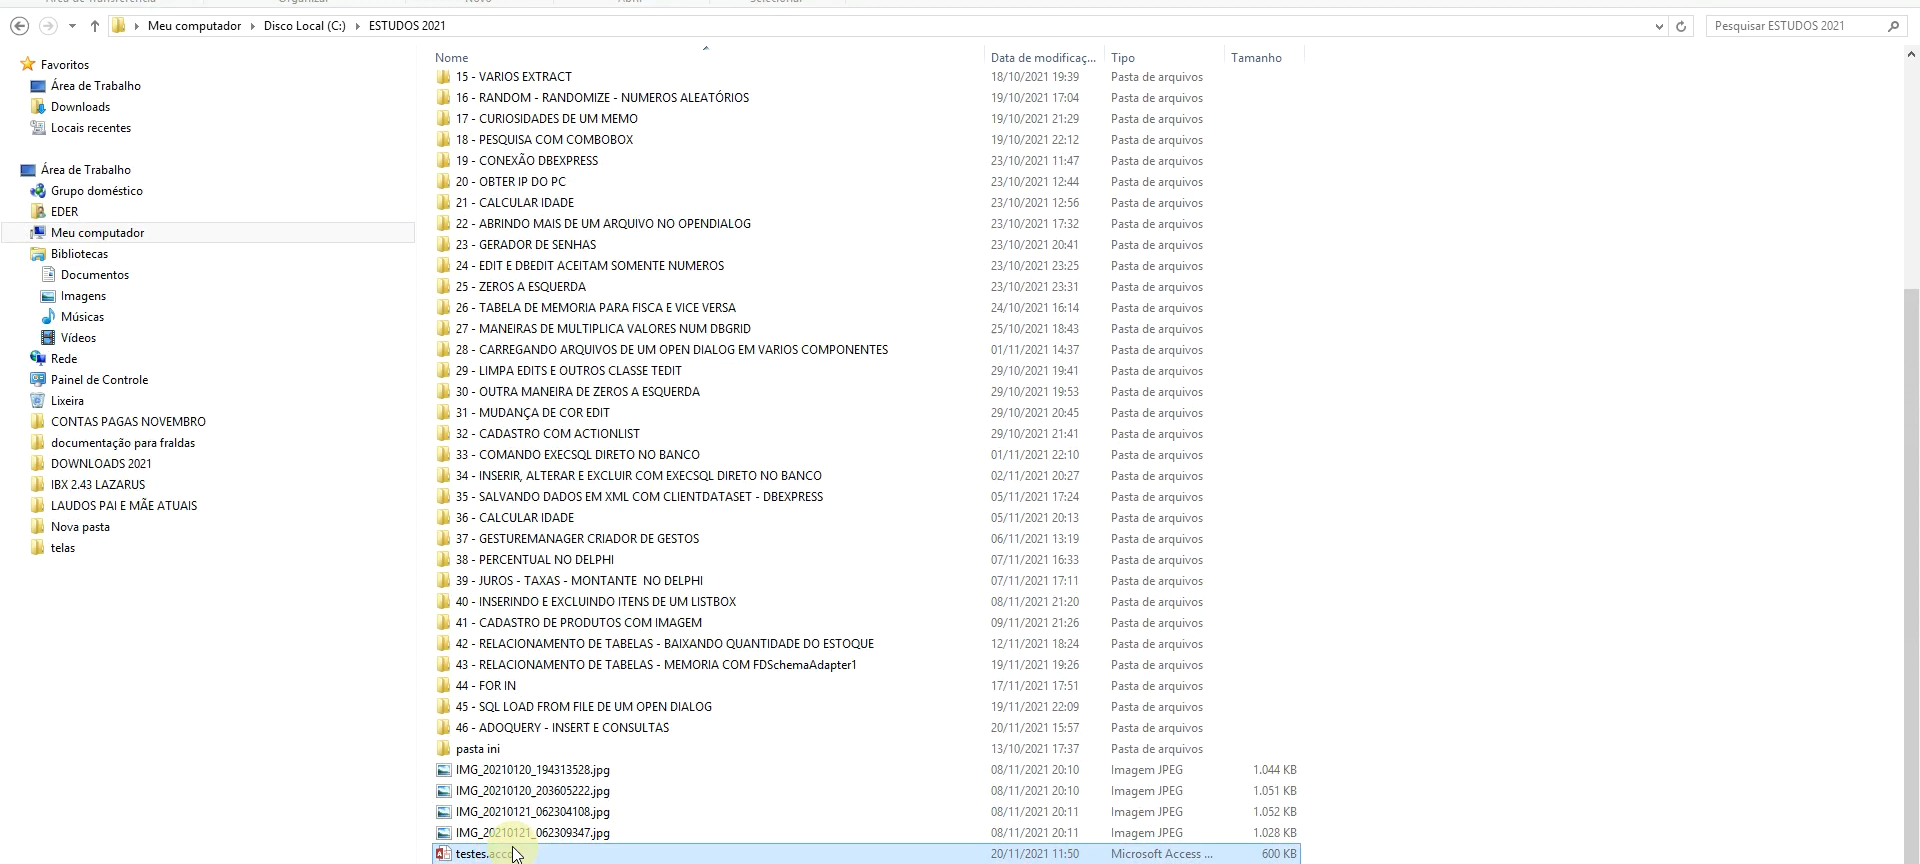 Área de Transferência Organizar Novo Abrir Selecionar
Meu computador Disco Local (C:) ESTUDOS 2021 Pesquisar ESTUDOS 2021
Favoritos
Área de Trabalho
Downloads
Locais recentes
Área de Trabalho
Grupo doméstico
EDER
Meu computador
Bibliotecas
Documentos
Imagens
Músicas
Vídeos
Rede
Painel de Controle
Lixeira
CONTAS PAGAS NOVEMBRO
documentação para fraldas
DOWNLOADS 2021
IBX 2.43 LAZARUS
LAUDOS PAI E MÃE ATUAIS
Nova pasta
telas
Nome Data de modificaç... Tipo Tamanho
15 - VARIOS EXTRACT 18/10/2021 19:39 Pasta de arquivos
16 - RANDOM - RANDOMIZE - NUMEROS ALEATÓRIOS 19/10/2021 17:04 Pasta de arquivos
17 - CURIOSIDADES DE UM MEMO 19/10/2021 21:29 Pasta de arquivos
18 - PESQUISA COM COMBOBOX 19/10/2021 22:12 Pasta de arquivos
19 - CONEXÃO DBEXPRESS 23/10/2021 11:47 Pasta de arquivos
20 - OBTER IP DO PC 23/10/2021 12:44 Pasta de arquivos
21 - CALCULAR IDADE 23/10/2021 12:56 Pasta de arquivos
22 - ABRINDO MAIS DE UM ARQUIVO NO OPENDIALOG 23/10/2021 17:32 Pasta de arquivos
23 - GERADOR DE SENHAS 23/10/2021 20:41 Pasta de arquivos
24 - EDIT E DBEDIT ACEITAM SOMENTE NUMEROS 23/10/2021 23:25 Pasta de arquivos
25 - ZEROS A ESQUERDA 23/10/2021 23:31 Pasta de arquivos
26 - TABELA DE MEMORIA PARA FISCA E VICE VERSA 24/10/2021 16:14 Pasta de arquivos
27 - MANEIRAS DE MULTIPLICA VALORES NUM DBGRID 25/10/2021 18:43 Pasta de arquivos
28 - CARREGANDO ARQUIVOS DE UM OPEN DIALOG EM VARIOS COMPONENTES 01/11/2021 14:37 Pasta de arquivos
29 - LIMPA EDITS E OUTROS CLASSE TEDIT 29/10/2021 19:41 Pasta de arquivos
30 - OUTRA MANEIRA DE ZEROS A ESQUERDA 29/10/2021 19:53 Pasta de arquivos
31 - MUDANÇA DE COR EDIT 29/10/2021 20:45 Pasta de arquivos
32 - CADASTRO COM ACTIONLIST 29/10/2021 21:41 Pasta de arquivos
33 - COMANDO EXECSQL DIRETO NO BANCO 01/11/2021 22:10 Pasta de arquivos
34 - INSERIR, ALTERAR E EXCLUIR COM EXECSQL DIRETO NO BANCO 02/11/2021 20:27 Pasta de arquivos
35 - SALVANDO DADOS EM XML COM CLIENTDATASET - DBEXPRESS 05/11/2021 17:24 Pasta de arquivos
36 - CALCULAR IDADE 05/11/2021 20:13 Pasta de arquivos
37 - GESTUREMANAGER CRIADOR DE GESTOS 06/11/2021 13:19 Pasta de arquivos
38 - PERCENTUAL NO DELPHI 07/11/2021 16:33 Pasta de arquivos
39 - JUROS - TAXAS - MONTANTE NO DELPHI 07/11/2021 17:11 Pasta de arquivos
40 - INSERINDO E EXCLUINDO ITENS DE UM LISTBOX 08/11/2021 21:20 Pasta de arquivos
41 - CADASTRO DE PRODUTOS COM IMAGEM 09/11/2021 21:26 Pasta de arquivos
42 - RELACIONAMENTO DE TABELAS - BAIXANDO QUANTIDADE DO ESTOQUE 12/11/2021 18:24 Pasta de arquivos
43 - RELACIONAMENTO DE TABELAS - MEMORIA COM FDSchemaAdapter1 19/11/2021 19:26 Pasta de arquivos
44 - FOR IN 17/11/2021 17:51 Pasta de arquivos
45 - SQL LOAD FROM FILE DE UM OPEN DIALOG 19/11/2021 22:09 Pasta de arquivos
46 - ADOQUERY - INSERT E CONSULTAS 20/11/2021 15:57 Pasta de arquivos
pasta ini 13/10/2021 17:37 Pasta de arquivos
IMG_20210120_194313528.jpg 08/11/2021 20:10 Imagem JPEG 1.044 KB
IMG_20210120_203605222.jpg 08/11/2021 20:10 Imagem JPEG 1.051 KB
IMG_20210121_062304108.jpg 08/11/2021 20:11 Imagem JPEG 1.052 KB
IMG_20210121_062309347.jpg 08/11/2021 20:11 Imagem JPEG 1.028 KB
20/11/2021 11:50 Microsoft Access ... 600 KB